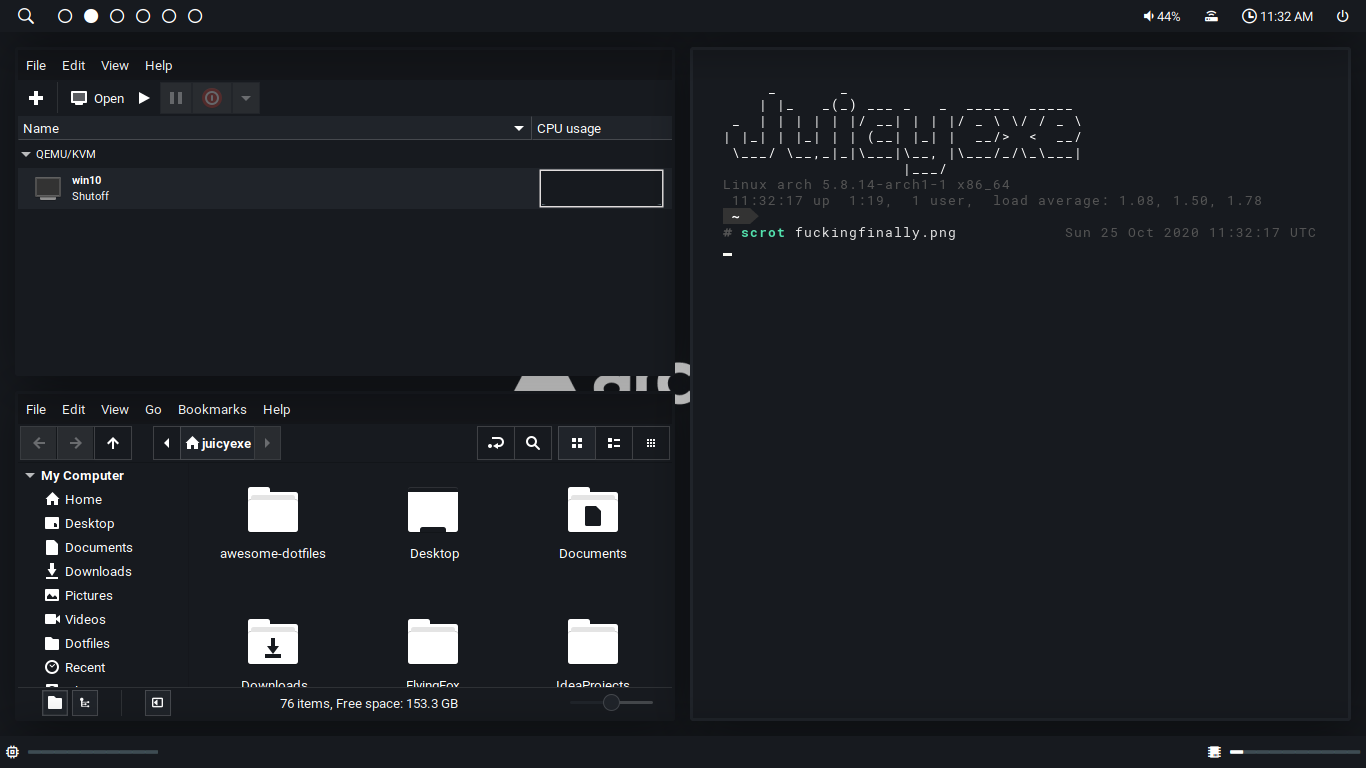 44% 11:32 AM
File Edit View Help
Open
Name CPU usage
QEMU/KVM
win10
Shutoff
File Edit View Go Bookmarks Help
juicyexe
My Computer
Home
Desktop
Documents
Downloads
Pictures
Videos
Dotfiles
Recent
awesome-dotfiles Desktop Documents
Downloads FlyingFox IdeaProjects
76 items, Free space: 153.3 GB
Juicyexe
Linux arch 5.8.14-arch1-1 x86_64
11:32:17 up 1:19, 1 user, load average: 1.08, 1.50, 1.78
~
# scrot fuckingfinally.png Sun 25 Oct 2020 11:32:17 UTC